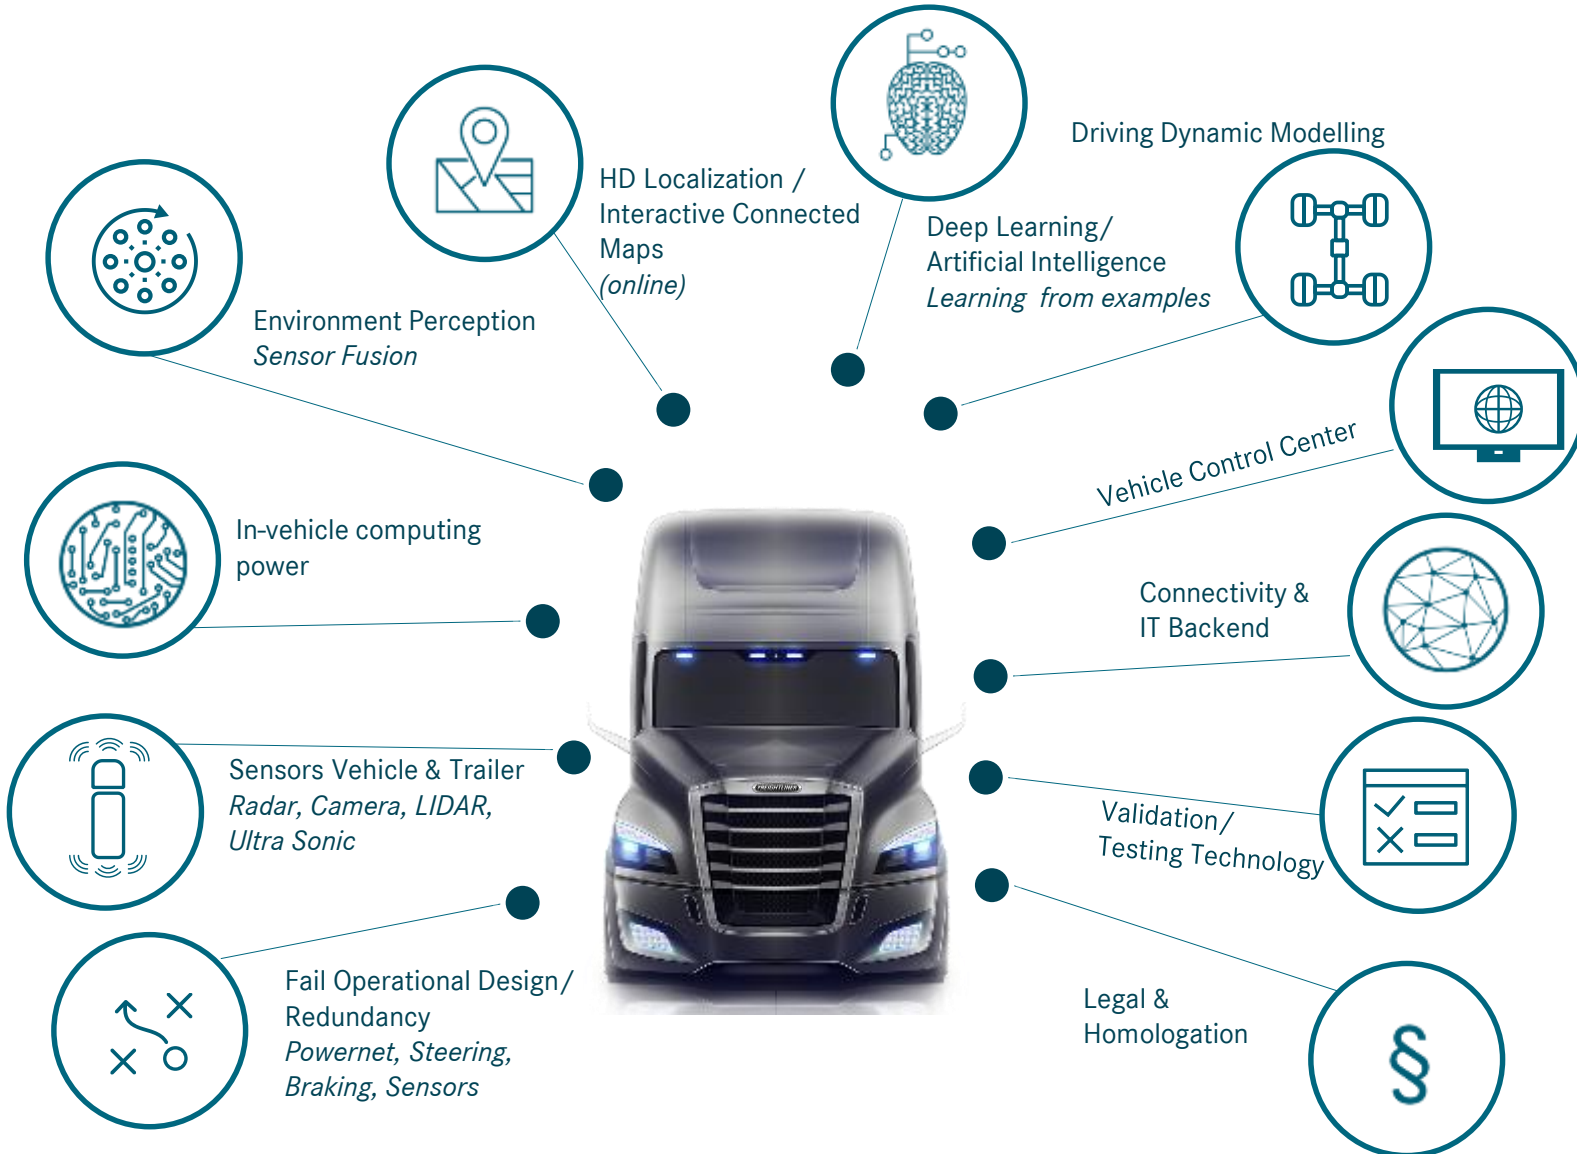 Driving Dynamic Modelling
HD Localization /
Interactive Connected
Maps
(online)
Deep Learning/
Artificial Intelligence
Learning from examples
Environment Perception
Sensor Fusion
Vehicle Control Center
In-vehicle computing
power
Connectivity &
IT Backend
Sensors Vehicle & Trailer
Radar, Camera, LIDAR,
Ultra Sonic
FREIGHTLINER
Validation/
Testing Technology
Fail Operational Design/
Redundancy
Powernet, Steering,
Braking, Sensors
Legal &
Homologation
§